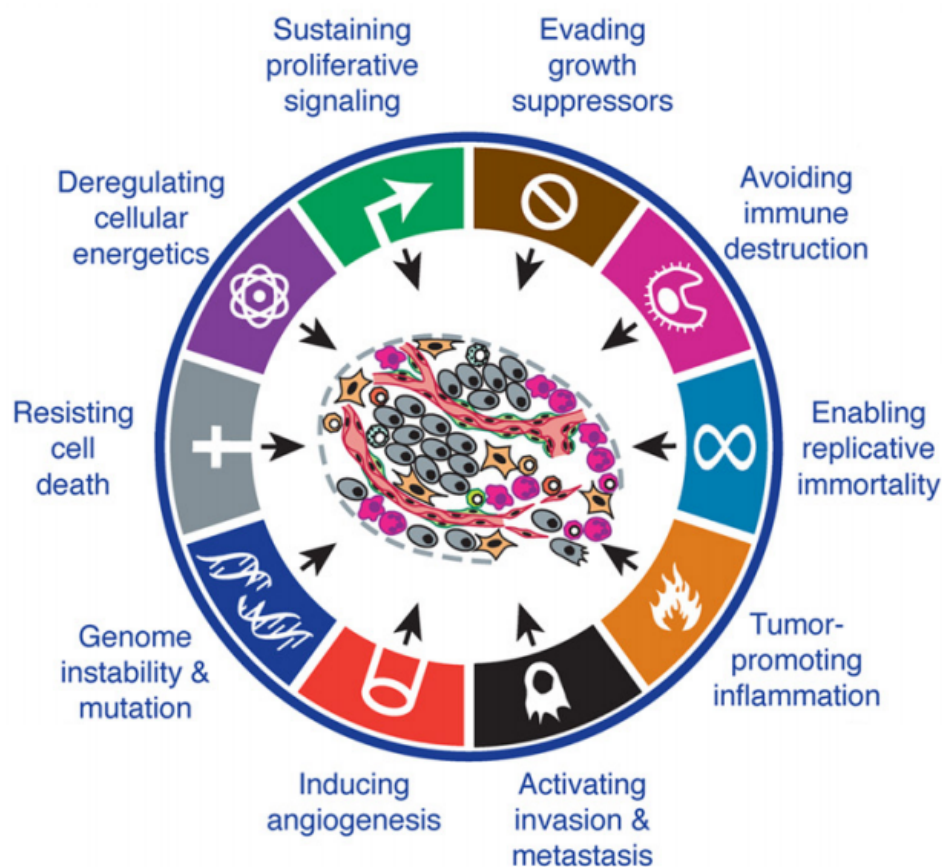 Sustaining
proliferative
signaling
Evading
growth
suppressors
Avoiding
immune
destruction
Enabling
replicative
immortality
Tumor-
promoting
inflammation
Activating
invasion &
metastasis
Inducing
angiogenesis
Genome
instability &
mutation
Resisting
cell
death
Deregulating
cellular
energetics